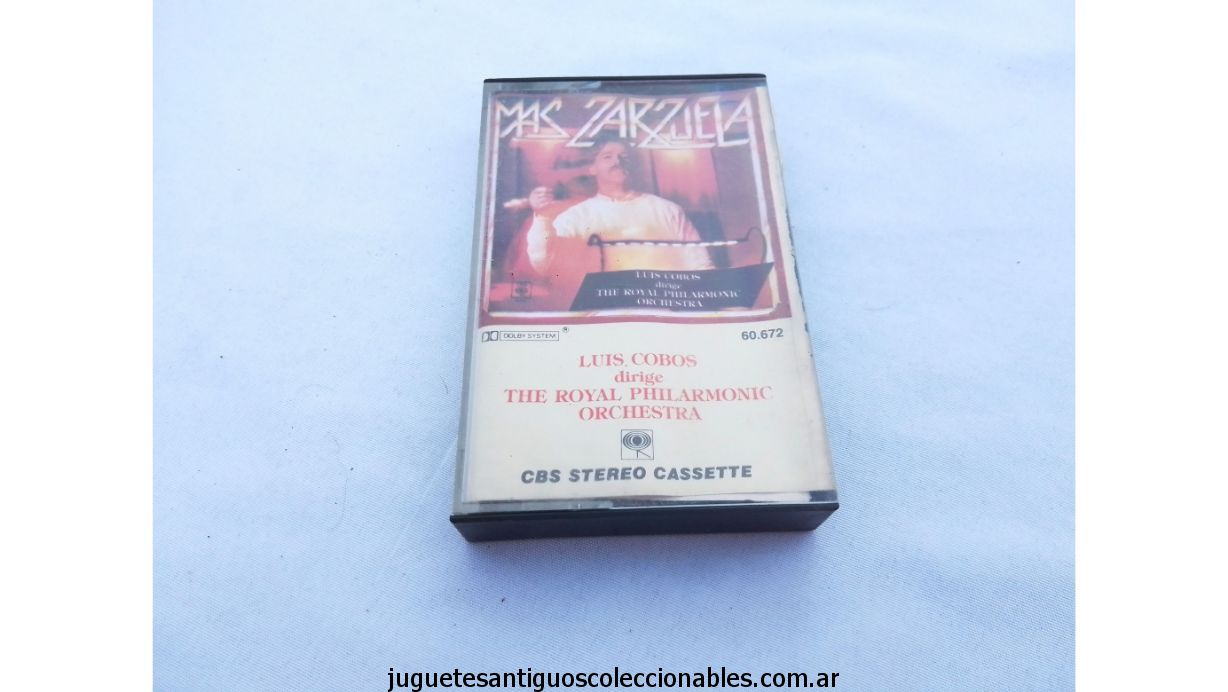 MAS ZARZUELA
LUIS COBOS
dirige
THE ROYAL PHILARMONIC
ORCHESTRA
DOLBY SYSTEM ®
60.672
LUIS COBOS
dirige
THE ROYAL PHILARMONIC
ORCHESTRA
CBS STEREO CASSETTE
juguetesantiguoscoleccionables.com.ar